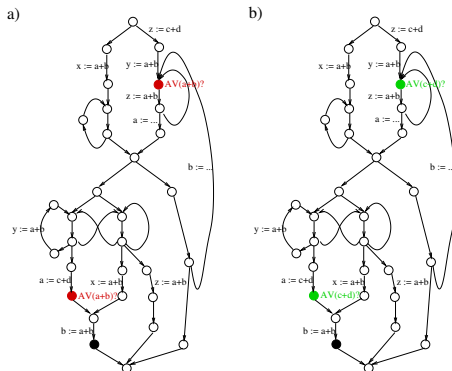 a)
z := c+d
x := a+b
y := a+b
AV(a+b)?
z := a+b
a := ...
b := ...
y := a+b
a := c+d
x := a+b
z := a+b
AV(a+b)?
b := a+b
b)
z := c+d
x := a+b
y := a+b
AV(c+d)?
z := a+b
a := ...
b := ...
y := a+b
a := c+d
x := a+b
z := a+b
AV(c+d)?
b := a+b